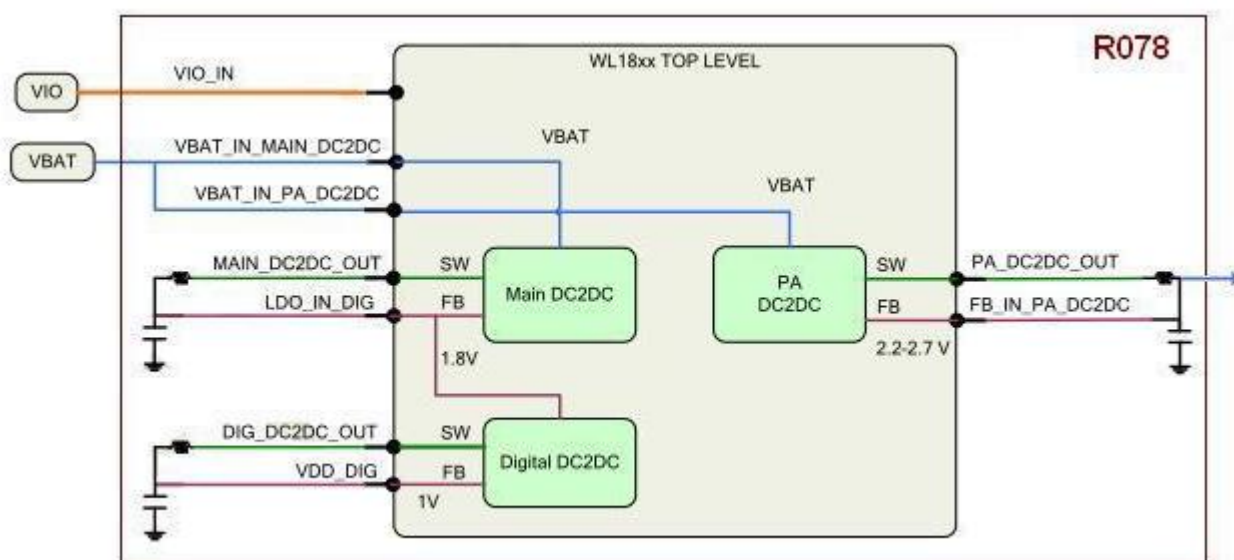 R078
WL18xx TOP LEVEL
VIO
VIO_IN
VBAT
VBAT_IN_MAIN_DC2DC
VBAT
VBAT_IN_PA_DC2DC
VBAT
MAIN_DC2DC_OUT
SW
Main DC2DC
LDO_IN_DIG
FB
1.8V
PA
DC2DC
SW
PA_DC2DC_OUT
FB
FB_IN_PA_DC2DC
2.2-2.7 V
DIG_DC2DC_OUT
SW
Digital DC2DC
VDD_DIG
FB
1V